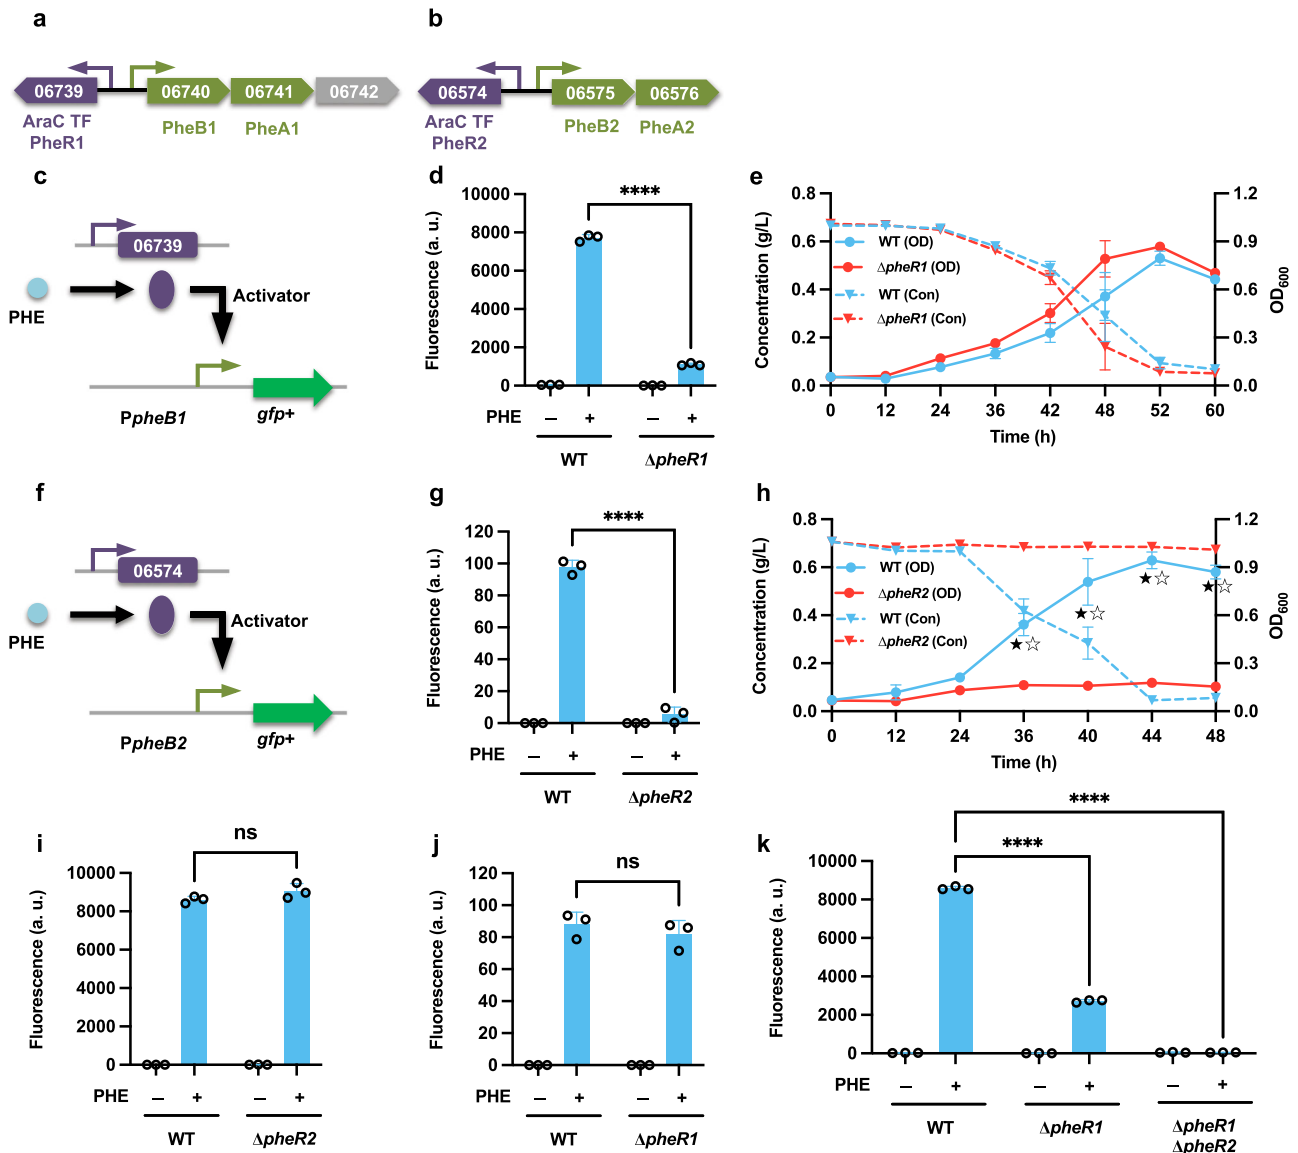 a
06739
06740
06741
06742
AraC TF
PheR1
PheB1
PheA1
b
06574
06575
06576
AraC TF
PheR2
PheB2
PheA2
c
06739
PHE
Activator
PpheB1
gfp+
d
Fluorescence (a. u.)
10000
8000
6000
4000
2000
0
****
PHE
– + – +
WT
ΔpheR1
e
Concentration (g/L)
0.8
0.6
0.4
0.2
0.0
WT (OD)
ΔpheR1 (OD)
WT (Con)
ΔpheR1 (Con)
1.2
0.9
0.6
0.3
0.0
OD600
0 12 24 36 42 48 52 60
Time (h)
f
06574
PHE
Activator
PpheB2
gfp+
g
Fluorescence (a. u.)
120
100
80
60
40
20
0
****
PHE
– + – +
WT
ΔpheR2
h
Concentration (g/L)
0.8
0.6
0.4
0.2
0.0
WT (OD)
ΔpheR2 (OD)
WT (Con)
ΔpheR2 (Con)
★☆
★☆
★☆
★☆
1.2
0.9
0.6
0.3
0.0
OD600
0 12 24 36 40 44 48
Time (h)
i
Fluorescence (a. u.)
10000
8000
6000
4000
2000
0
ns
PHE
– + – +
WT
ΔpheR2
j
Fluorescence (a. u.)
120
100
80
60
40
20
0
ns
PHE
– + – +
WT
ΔpheR1
k
Fluorescence (a. u.)
10000
8000
6000
4000
2000
0
****
****
PHE
– + – + – +
WT
ΔpheR1
ΔpheR1
ΔpheR2